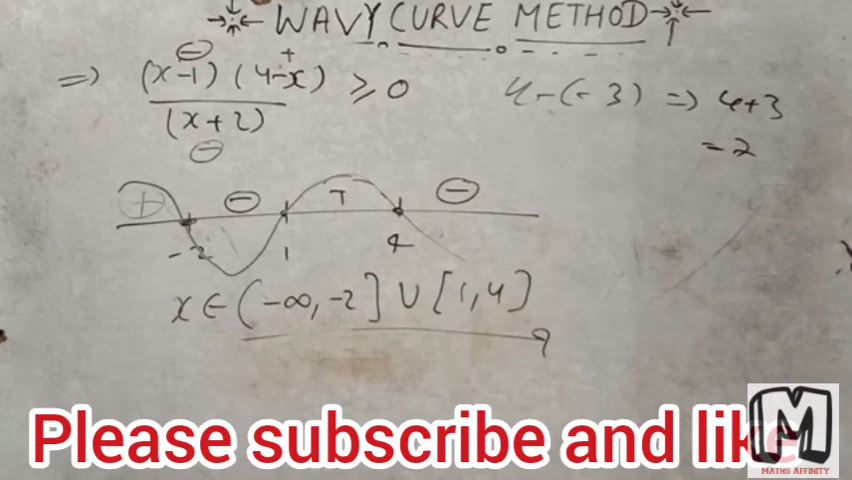 WAVY CURVE METHOD
⊖ +
=> (x-1) (4-x) ≥ 0
(x+2)
⊖
4-(-3) => 4+3
= 7
+ ⊖ + ⊖
-2 1 4
x ∈ (-∞, -2] ∪ [1, 4]
Please subscribe and like
M
MATHS AFFINITY